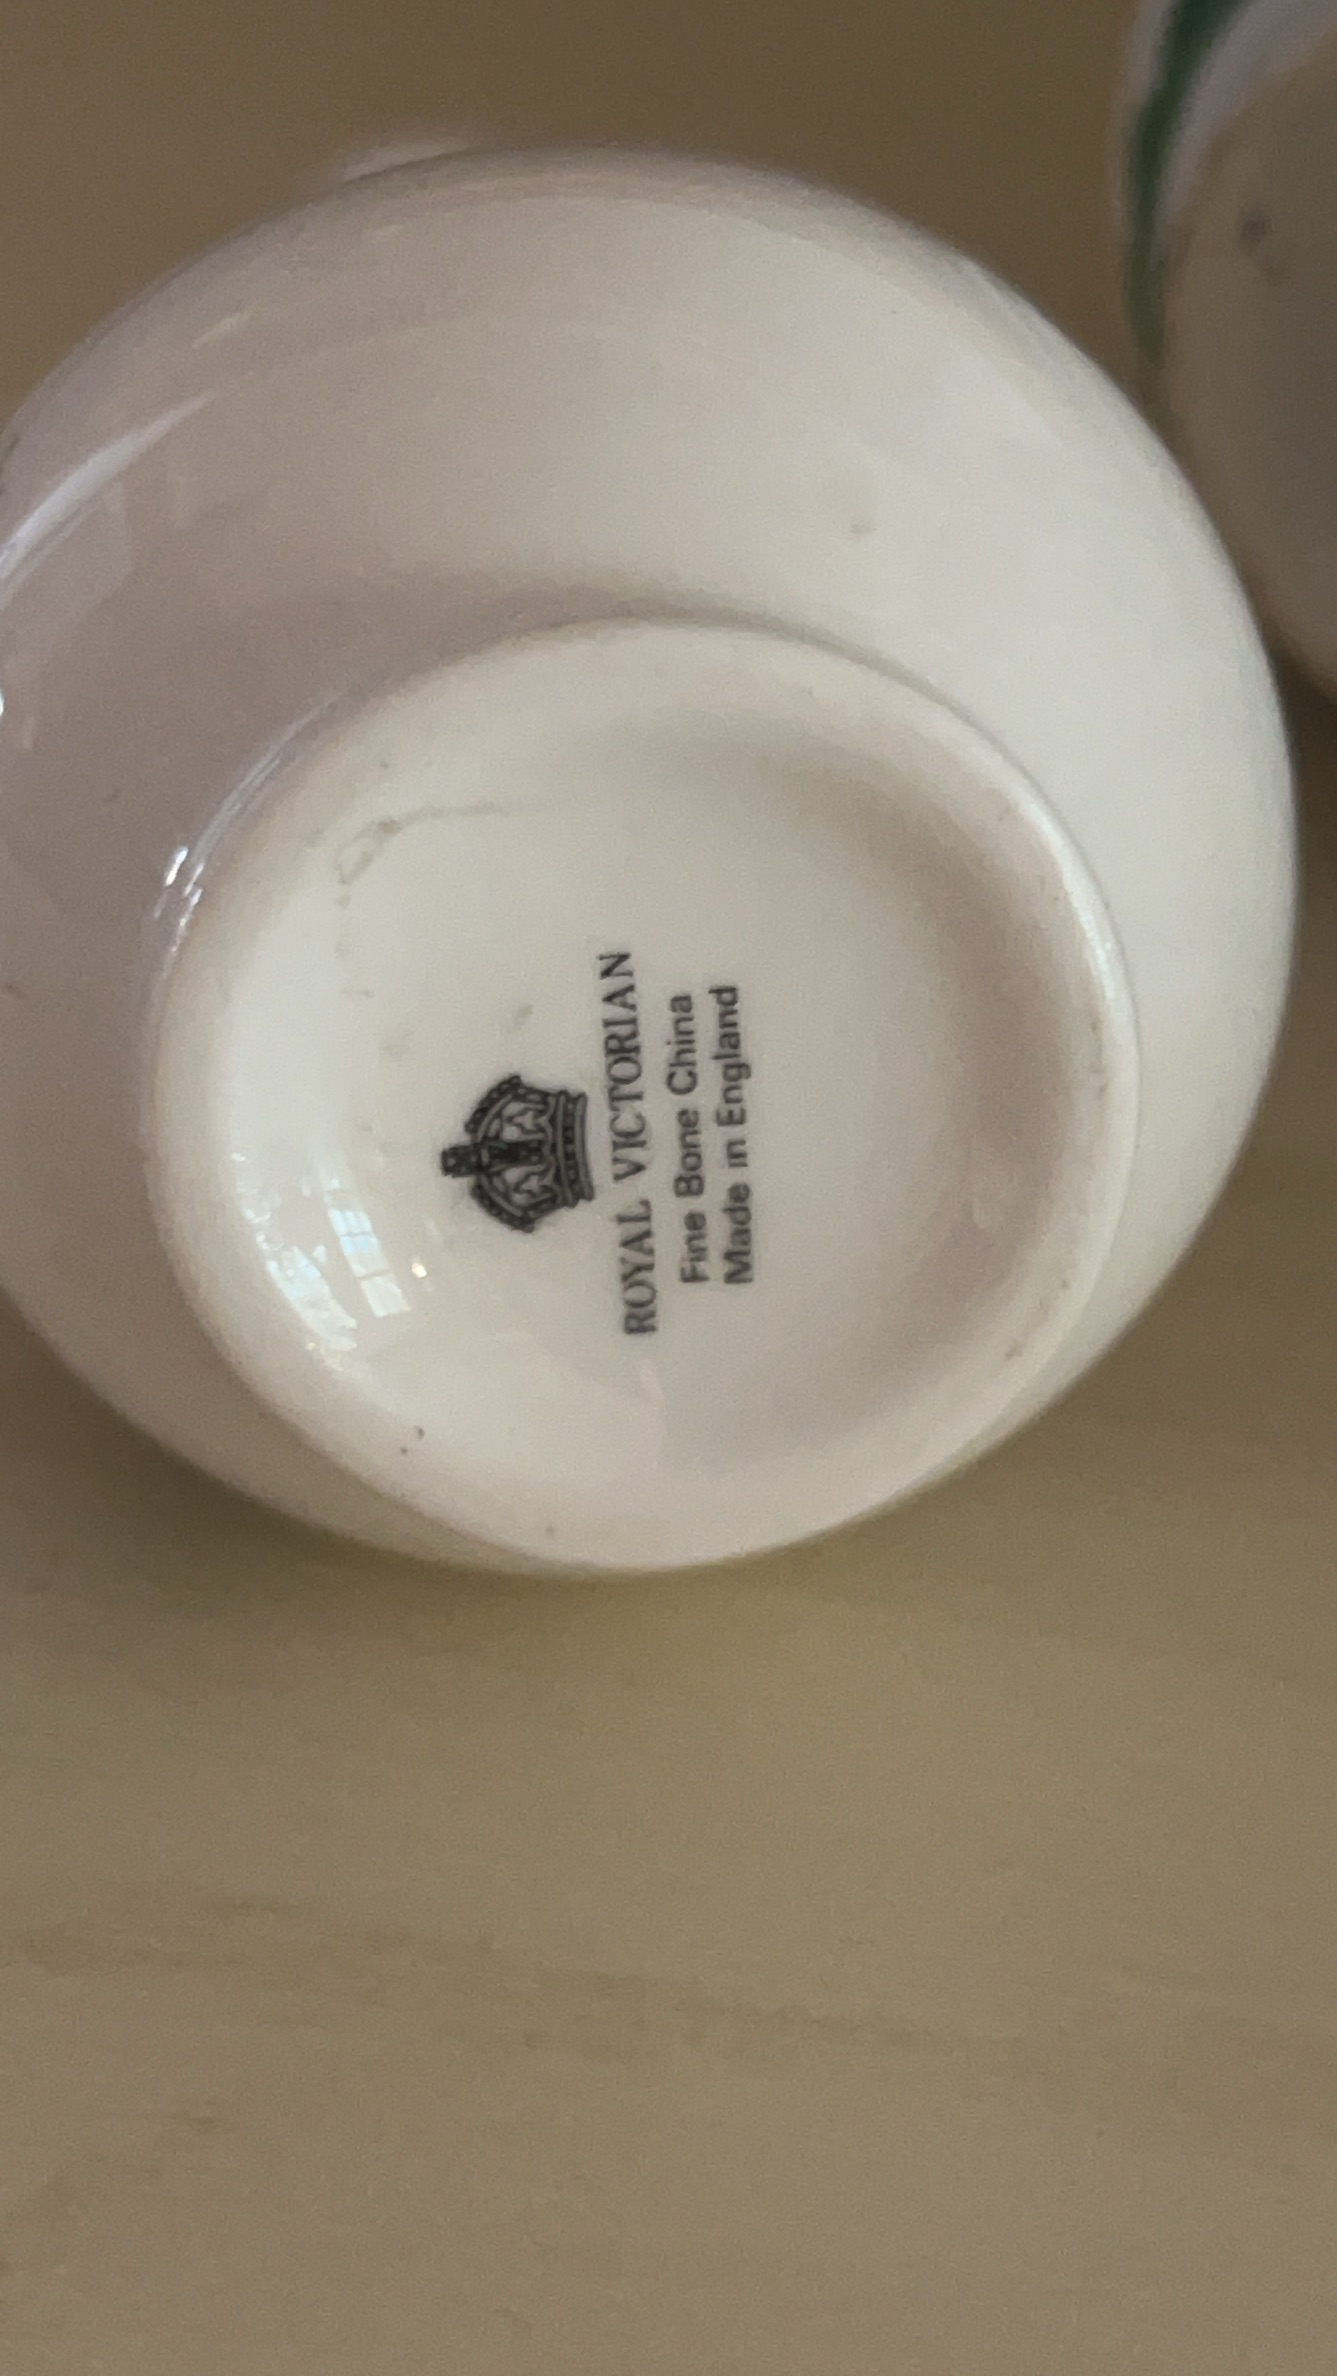 ROYAL VICTORIAN
Fine Bone China
Made in England